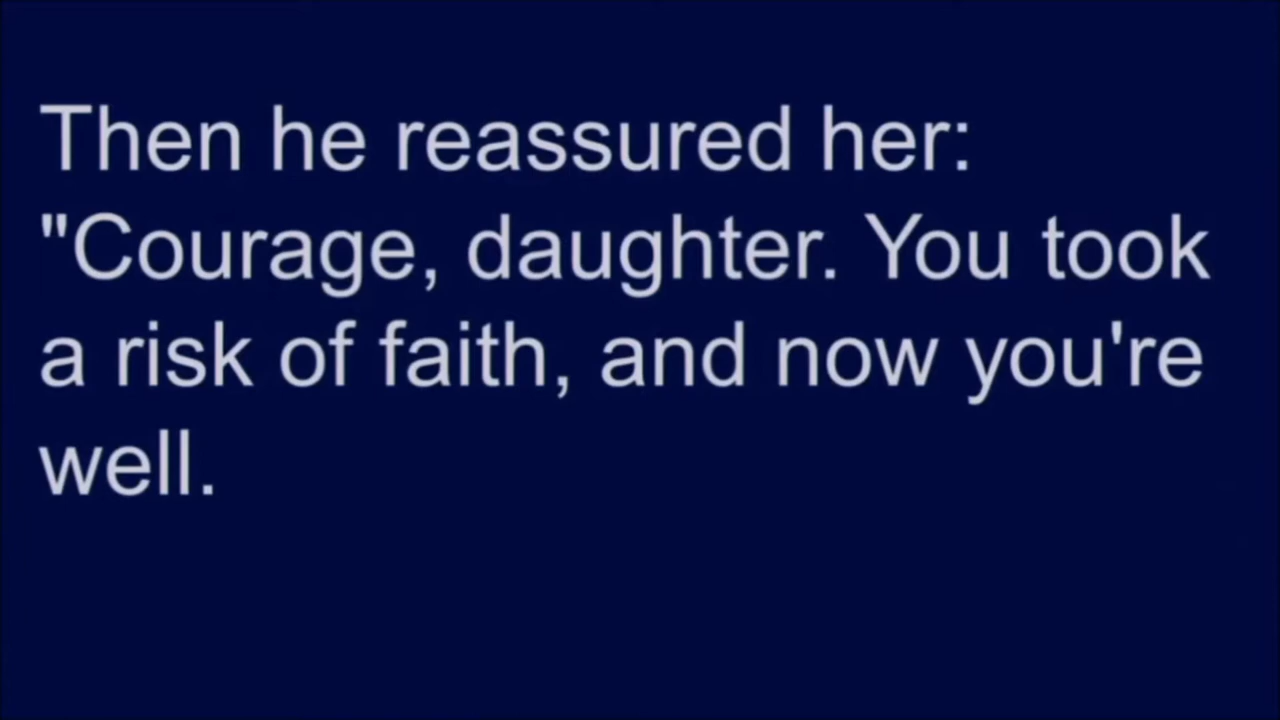 Then he reassured her:
"Courage, daughter. You took
a risk of faith, and now you're
well.